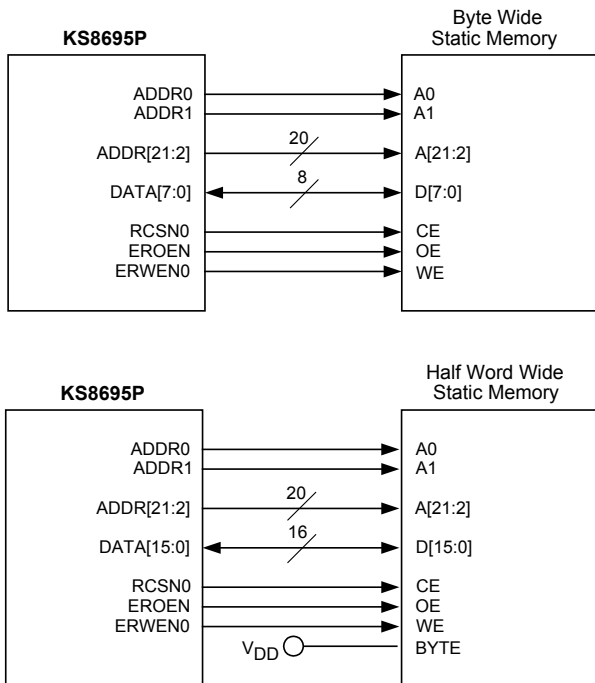 Byte Wide
Static Memory
KS8695P
ADDR0 A0
ADDR1 A1
20
ADDR[21:2] A[21:2]
8
DATA[7:0] D[7:0]
RCSN0 CE
EROEN OE
ERWEN0 WE
Half Word Wide
Static Memory
KS8695P
ADDR0 A0
ADDR1 A1
20
ADDR[21:2] A[21:2]
16
DATA[15:0] D[15:0]
RCSN0 CE
EROEN OE
ERWEN0 WE
VDD BYTE